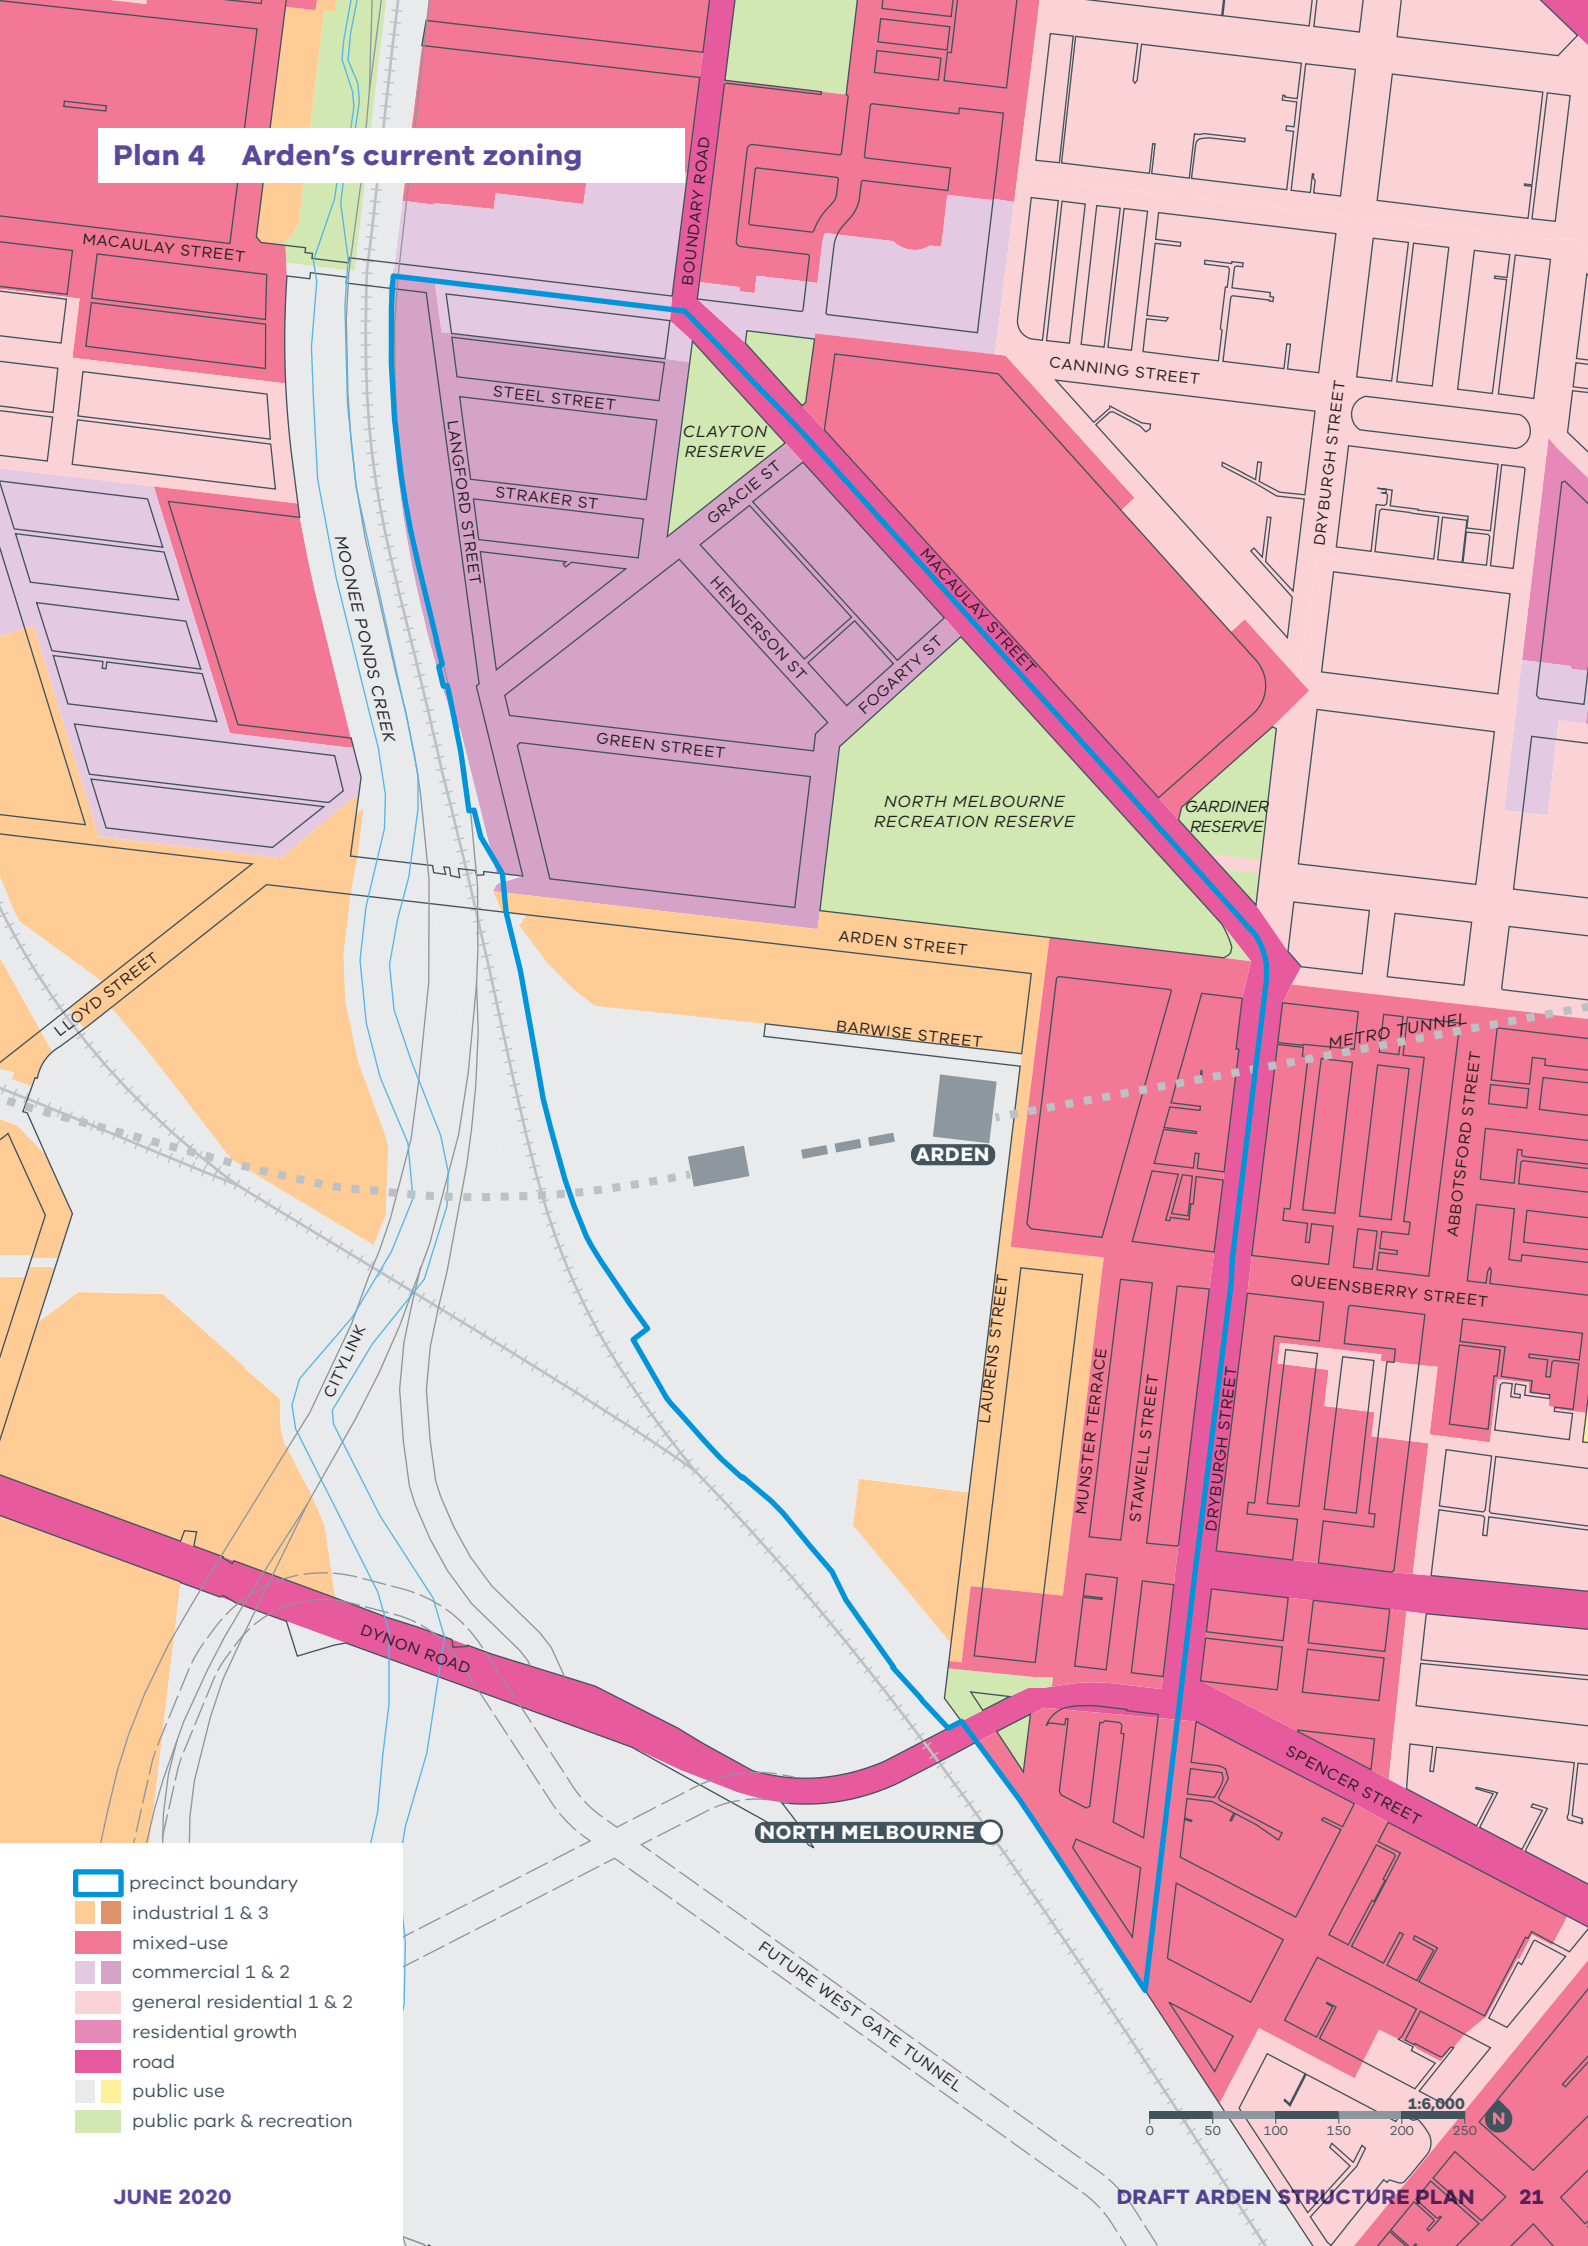 Plan 4 Arden's current zoning
BOUNDARY ROAD
MACAULAY STREET
CANNING STREET
DRYBURGH STREET
STEEL STREET
LANGFORD STREET
CLAYTON
RESERVE
GRACIE ST
STRAKER ST
MOONEE PONDS CREEK
HENDERSON ST
MACAULAY STREET
FOGARTY ST
GREEN STREET
NORTH MELBOURNE
RECREATION RESERVE
GARDINER
RESERVE
ARDEN STREET
LLOYD STREET
BARWISE STREET
METRO TUNNEL
ARDEN
ABBOTSFORD STREET
QUEENSBERRY STREET
LAURENS STREET
CITYLINK
MUNSTER TERRACE
STAWELL STREET
DRYBURGH STREET
DYNON ROAD
SPENCER STREET
NORTH MELBOURNE
FUTURE WEST GATE TUNNEL
precinct boundary
industrial 1 & 3
mixed-use
commercial 1 & 2
general residential 1 & 2
residential growth
road
public use
public park & recreation
1:6,000
0 50 100 150 200 250
N
JUNE 2020
DRAFT ARDEN STRUCTURE PLAN 21